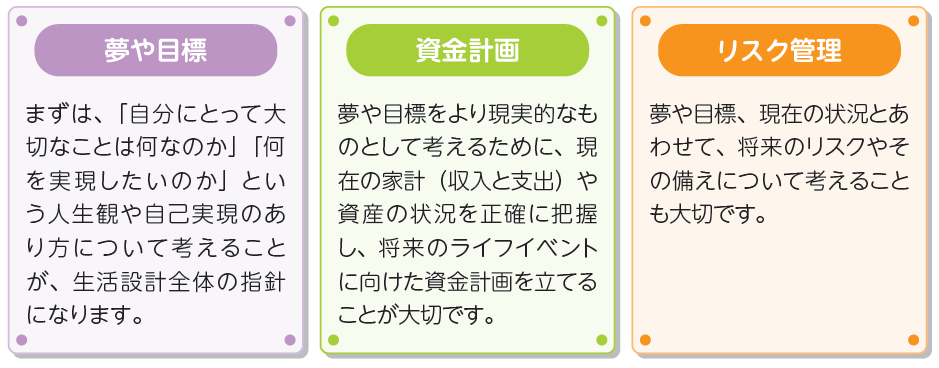 夢や目標
まずは、「自分にとって大
切なことは何なのか」「何
を実現したいのか」とい
う人生観や自己実現のあ
り方について考えること
が、生活設計全体の指針
になります。
資金計画
夢や目標をより現実的なも
のとして考えるために、現
在の家計（収入と支出）や
資産の状況を正確に把握
し、将来のライフイベント
に向けた資金計画を立てる
ことが大切です。
リスク管理
夢や目標、現在の状況とあ
わせて、将来のリスクやそ
の備えについて考えること
も大切です。